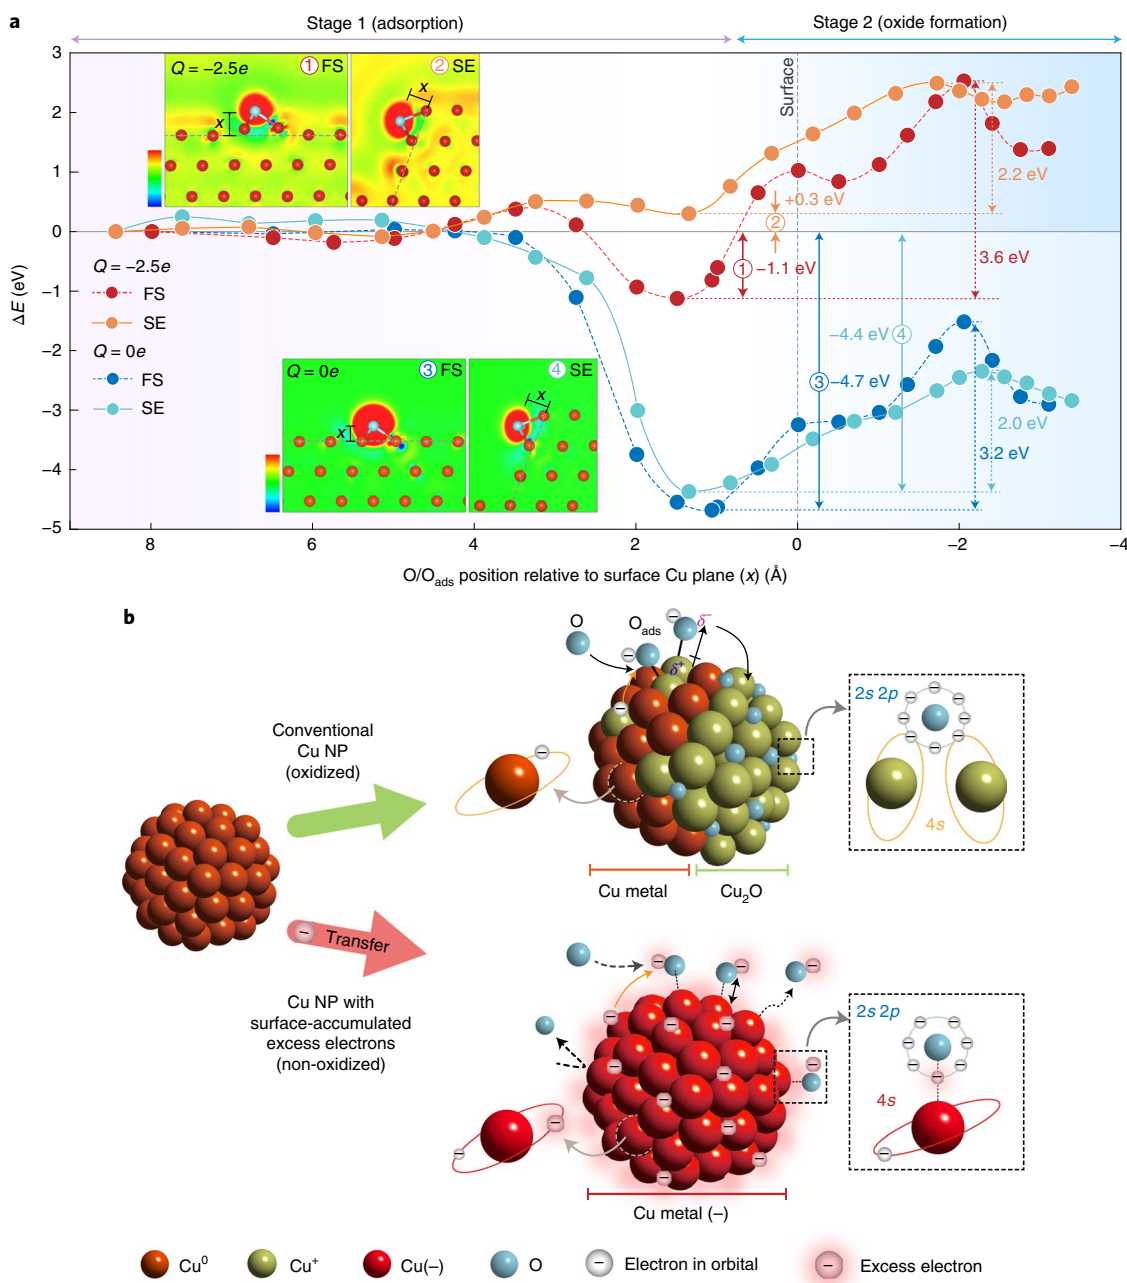 a
Stage 1 (adsorption)
Stage 2 (oxide formation)
3
2
1
0
−1
−2
−3
−4
−5
ΔE (eV)
Q = −2.5e
1 FS
2 SE
x
x
Surface
+0.3 eV
2
2.2 eV
1 −1.1 eV
3.6 eV
Q = −2.5e
FS
SE
Q = 0e
FS
SE
−4.4 eV 4
3 −4.7 eV
2.0 eV
3.2 eV
Q = 0e
3 FS
4 SE
x
x
8
6
4
2
0
−2
−4
O/Oads position relative to surface Cu plane (x) (Å)
b
O
Oads
−
−
δ−
δ+
−
−
Conventional
Cu NP
(oxidized)
2s 2p
4s
Cu metal
Cu2O
− Transfer
Cu NP with
surface-accumulated
excess electrons
(non-oxidized)
2s 2p
4s
Cu metal (−)
Cu0
Cu+
Cu(−)
O
− Electron in orbital
− Excess electron